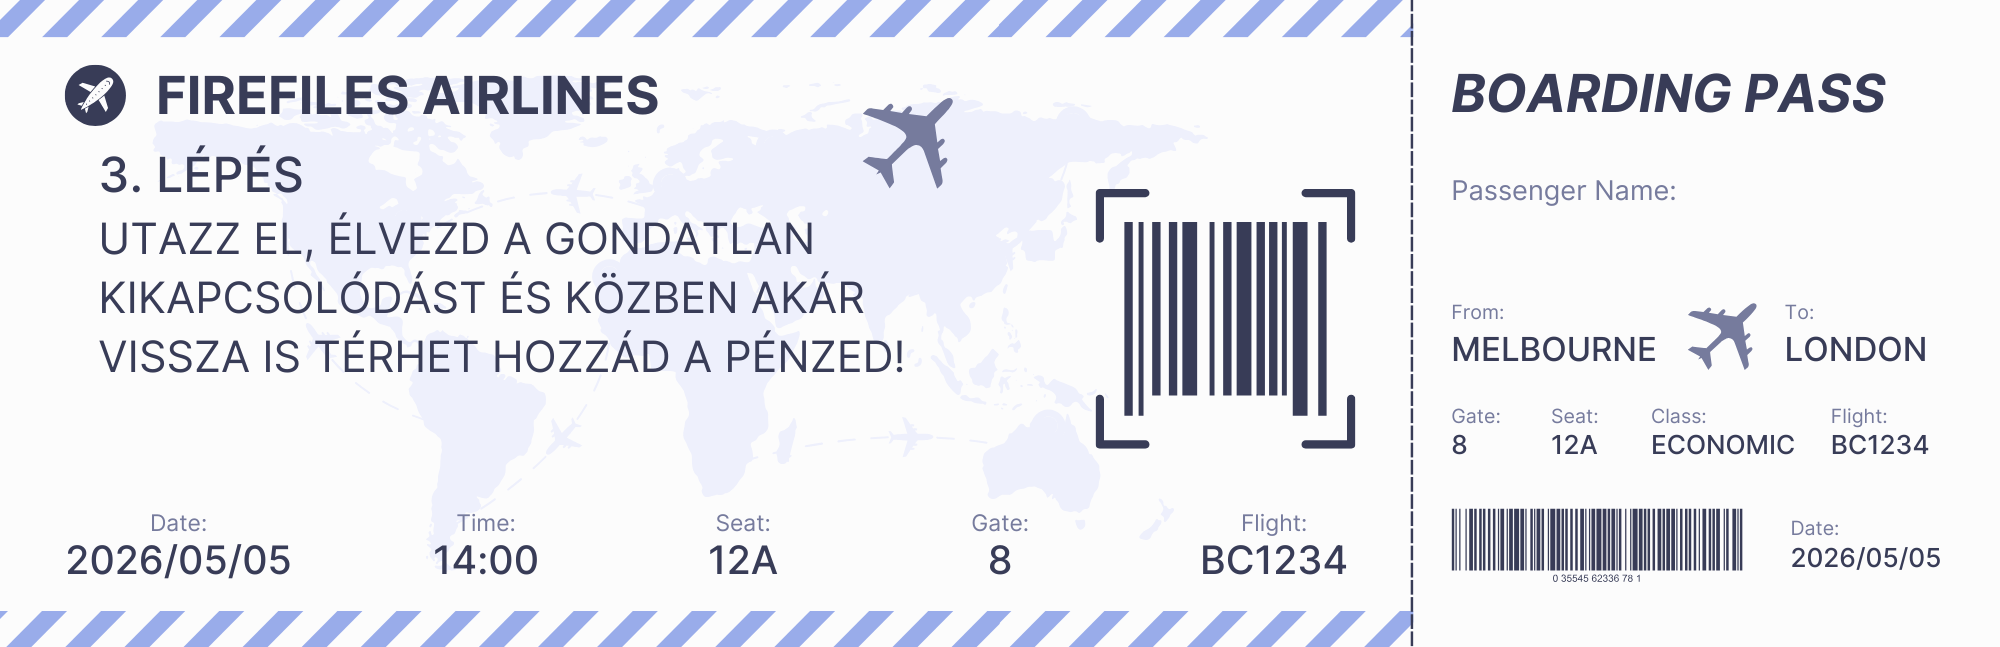 FIREFILES AIRLINES
3. LÉPÉS
UTAZZ EL, ÉLVEZD A GONDATLAN
KIKAPCSOLÓDÁST ÉS KÖZBEN AKÁR
VISSZA IS TÉRHET HOZZÁD A PÉNZED!
Date: Time: Seat: Gate: Flight:
2026/05/05 14:00 12A 8 BC1234
BOARDING PASS
Passenger Name:
From: To:
MELBOURNE LONDON
Gate: Seat: Class: Flight:
8 12A ECONOMIC BC1234
Date:
2026/05/05
0 35545 62336 78 1